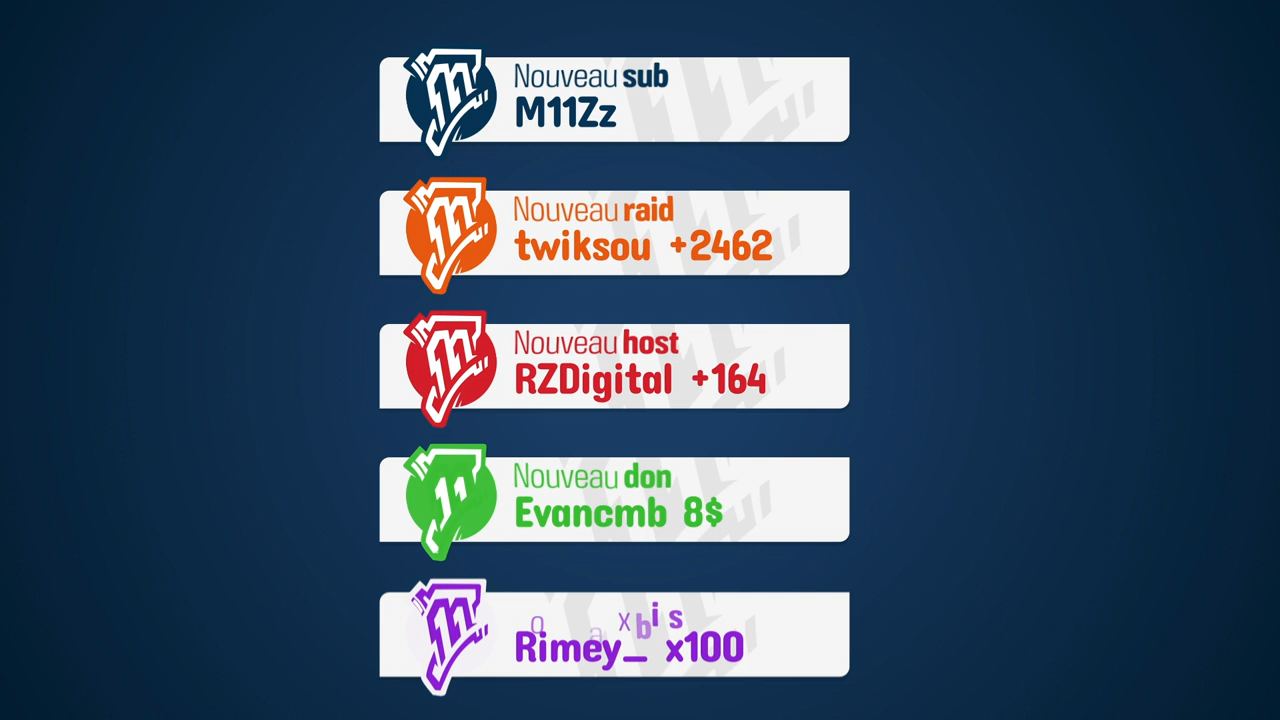 Nouveau sub
M11Zz
Nouveau raid
twiksou +2462
Nouveau host
RZDigital +164
Nouveau don
Evancmb 8$
Rimey_ x100